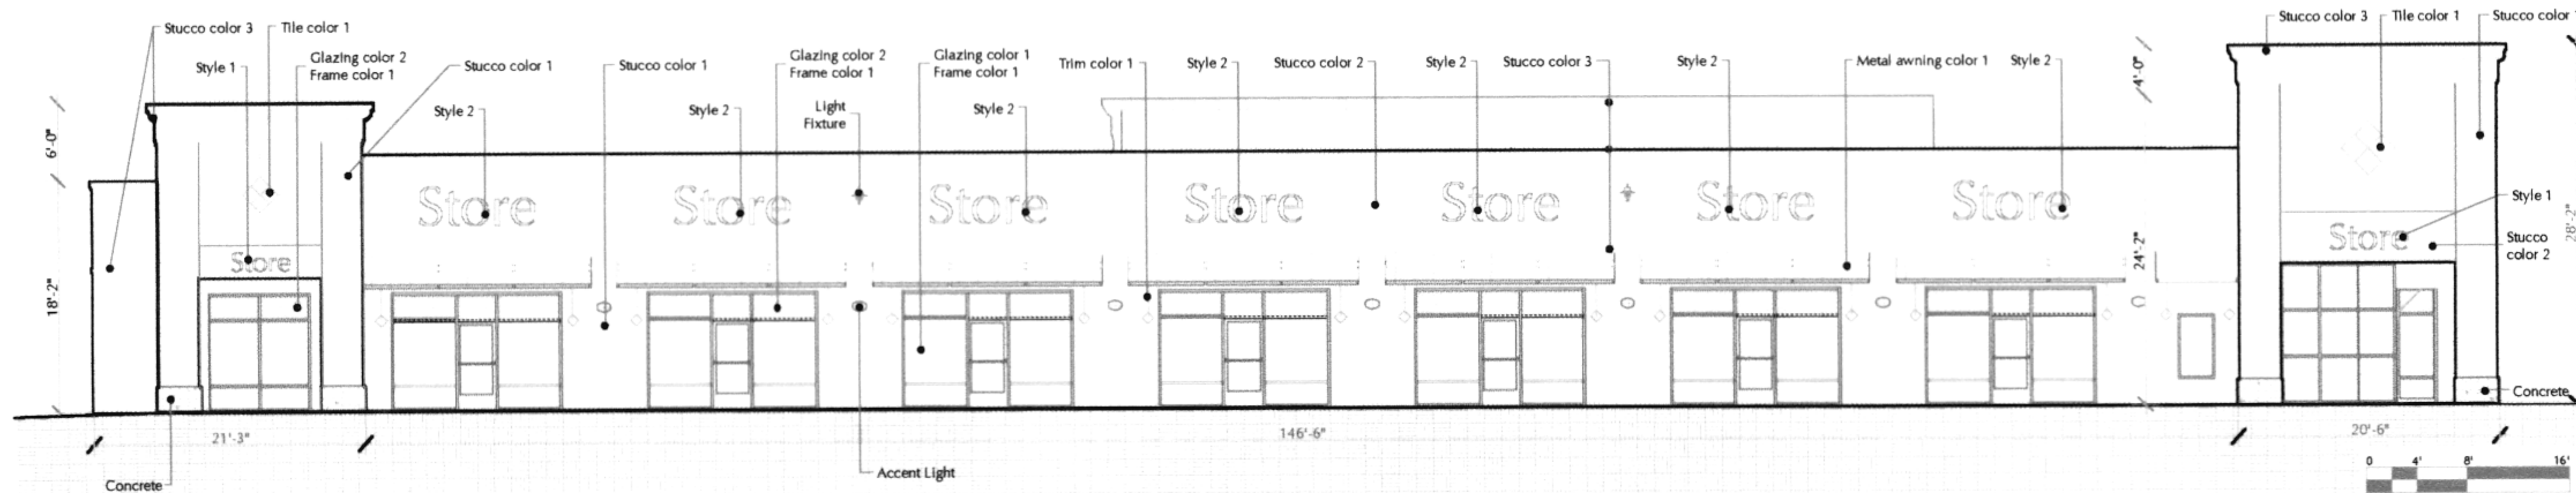 Stucco color 3
Tile color 1
Stucco color
Stucco color 3
Tile color 1
Glazing color 2
Frame color 1
Style 1
Stucco color 1
Stucco color 1
Glazing color 2
Frame color 1
Glazing color 1
Frame color 1
Trim color 1
Style 2
Stucco color 2
Style 2
Stucco color 3
Style 2
Metal awning color 1
Style 2
4'-0"
Style 2
Style 2
Light
Fixture
Style 2
6'-0"
Store
Store
Store
Store
Store
Store
Store
Style 1
28'-2"
Store
Store
Stucco
color 2
24'-2"
18'-2"
Concrete
21'-3"
146'-6"
20'-6"
0 4' 8' 16'
Accent Light
Concrete